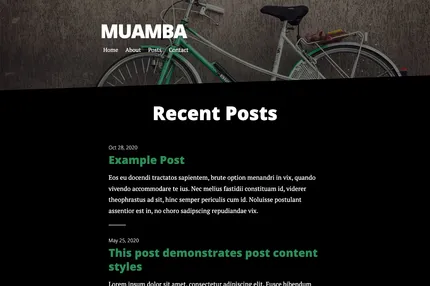 MUAMBA
Home About Posts Contact
Recent Posts
Oct 28, 2020
Example Post
Eos eu docendi tractatos sapientem, brute option menandri in vix, quando
vivendo accommodare te ius. Nec melius fastidii constituam id, viderer
theophrastus ad sit, hinc semper periculis cum id. Noluisse postulant
assentior est in, no choro sadipscing repudiandae vix.
May 25, 2020
This post demonstrates post content
styles
Lorem ipsum dolor sit amet, consectetur adipiscing elit. Fusce bibendum